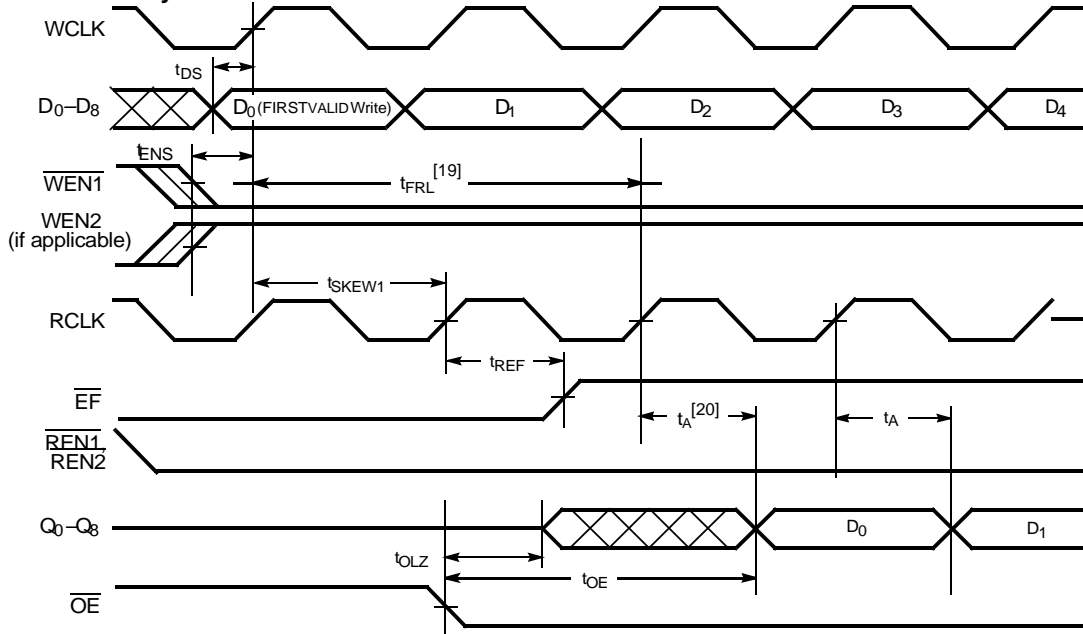 WCLK
tDS
D0–D8
D0 (FIRSTVALID Write)
D1
D2
D3
D4
tENS
WEN1
tFRL[19]
WEN2
(if applicable)
tSKEW1
RCLK
tREF
EF
tA[20]
tA
REN1,
REN2
Q0–Q8
D0
D1
tOLZ
tOE
OE